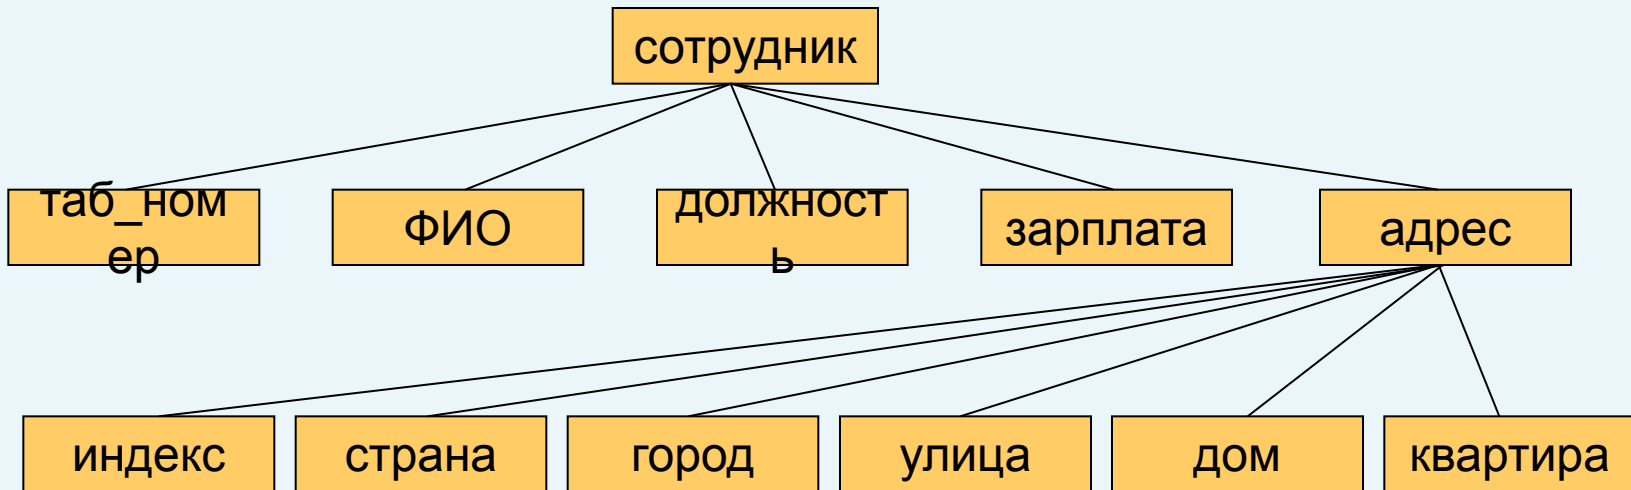 сотрудник
таб_ном
ер
ФИО
должност
ь
зарплата
адрес
индекс
страна
город
улица
дом
квартира